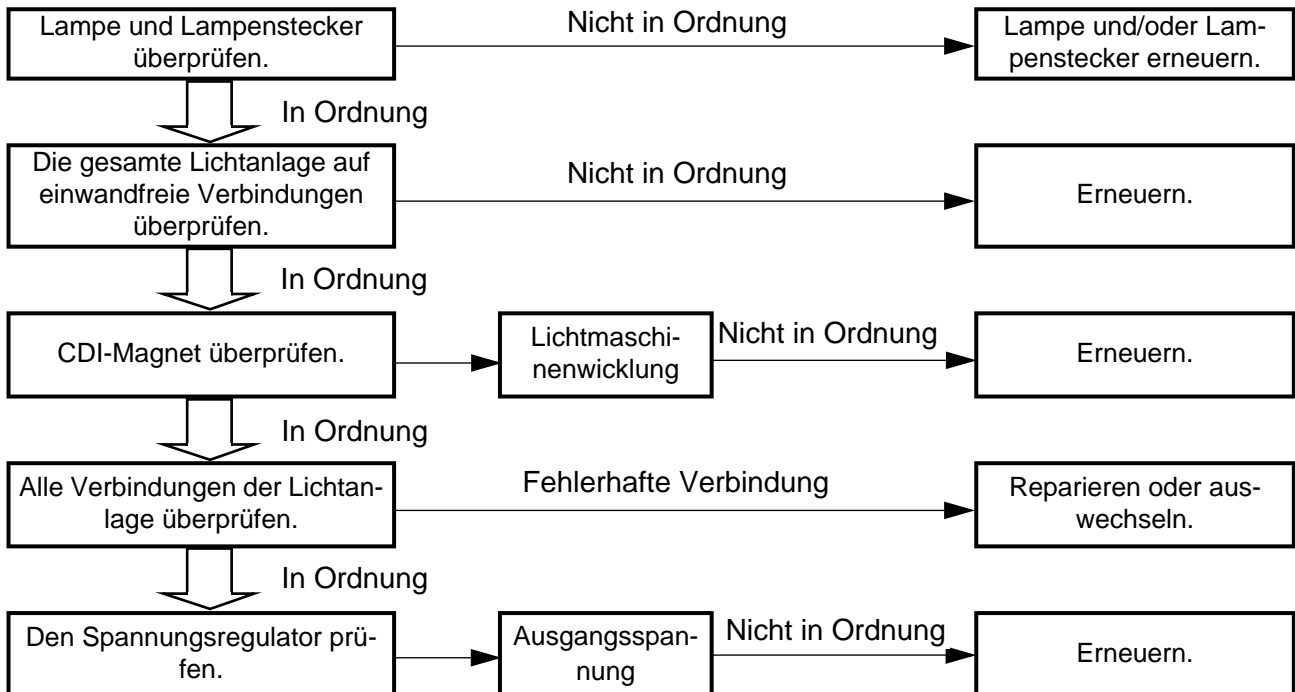 Lampe und Lampenstecker
überprüfen.
Nicht in Ordnung
Lampe und/oder Lam-
penstecker erneuern.
In Ordnung
Die gesamte Lichtanlage auf
einwandfreie Verbindungen
überprüfen.
Nicht in Ordnung
Erneuern.
In Ordnung
CDI-Magnet überprüfen.
Lichtmaschi-
nenwicklung
Nicht in Ordnung
Erneuern.
In Ordnung
Alle Verbindungen der Lichtan-
lage überprüfen.
Fehlerhafte Verbindung
Reparieren oder aus-
wechseln.
In Ordnung
Den Spannungsregulator prü-
fen.
Ausgangsspan-
nung
Nicht in Ordnung
Erneuern.